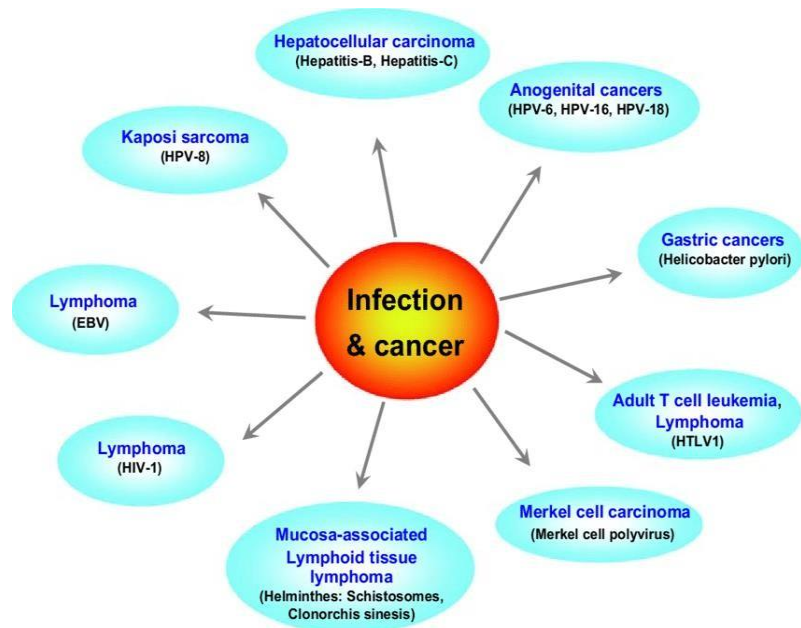 Hepatocellular carcinoma
(Hepatitis-B, Hepatitis-C)
Anogenital cancers
(HPV-6, HPV-16, HPV-18)
Kaposi sarcoma
(HPV-8)
Gastric cancers
(Helicobacter pylori)
Infection
& cancer
Lymphoma
(EBV)
Adult T cell leukemia,
Lymphoma
(HTLV1)
Lymphoma
(HIV-1)
Merkel cell carcinoma
(Merkel cell polyvirus)
Mucosa-associated
Lymphoid tissue
lymphoma
(Helminthes: Schistosomes,
Clonorchis sinesis)